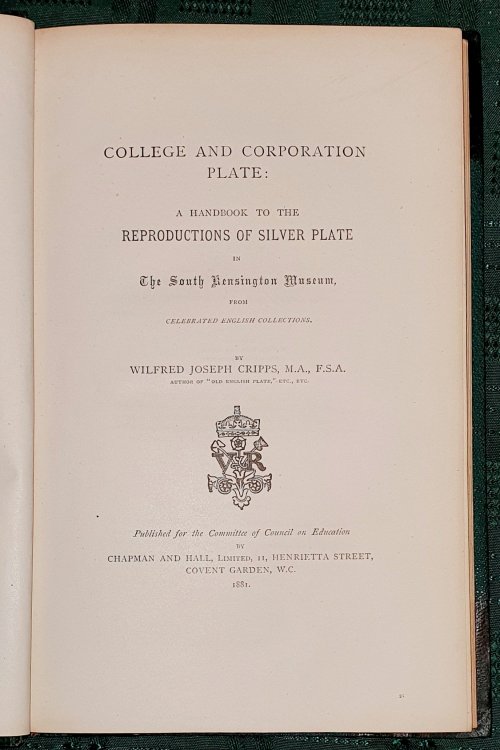 COLLEGE AND CORPORATION
PLATE:
A HANDBOOK TO THE
REPRODUCTIONS OF SILVER PLATE
IN
The South Kensington Museum,
FROM
CELEBRATED ENGLISH COLLECTIONS.
BY
WILFRED JOSEPH CRIPPS, M.A., F.S.A.
AUTHOR OF "OLD ENGLISH PLATE," ETC., ETC.
VR
Published for the Committee of Council on Education
BY
CHAPMAN AND HALL, LIMITED, 11, HENRIETTA STREET,
COVENT GARDEN, W.C.
1881.